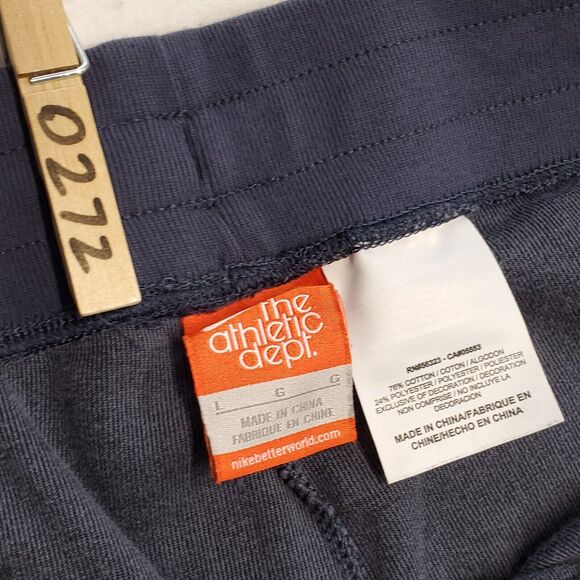 0272
The
athletic
dept.
L G G
MADE IN CHINA
FABRIQUE EN CHINE
nikebetterworld.com
RN#56323 - CA#05553
76% COTTON / COTON / ALGODON
24% POLYESTER / POLYESTER / POLIESTER
EXCLUSIVE OF DECORATION / DECORATION
NON COMPRISE / NO INCLUYE LA
DECORACION
MADE IN CHINA/FABRIQUÉ EN
CHINE/HECHO EN CHINA